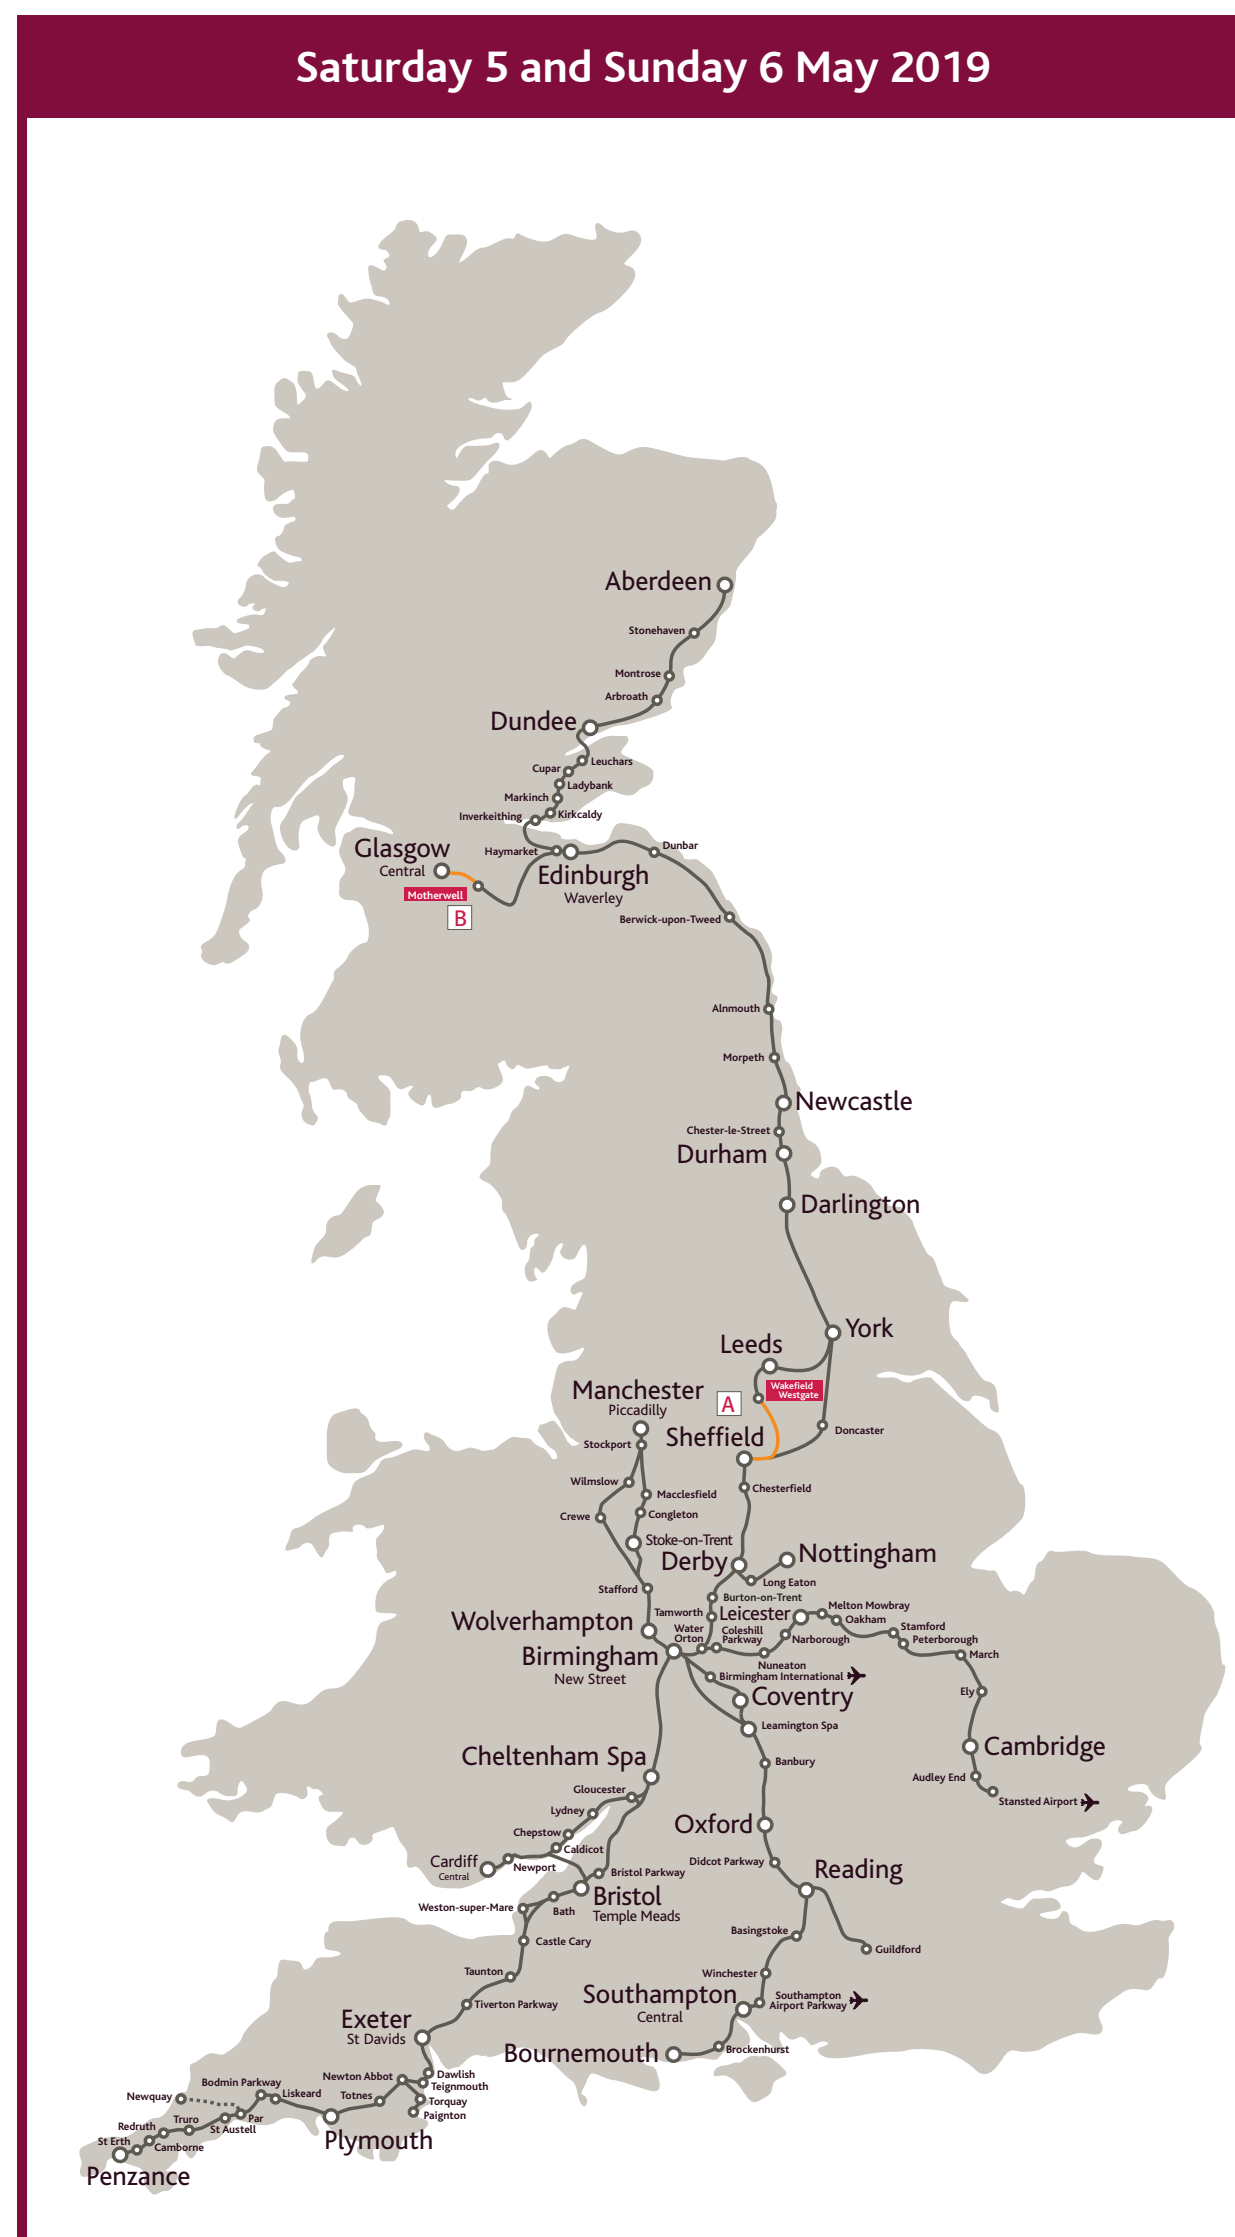 Saturday 5 and Sunday 6 May 2019
Aberdeen
Stonehaven
Montrose
Arbroath
Dundee
Leuchars
Cupar
Ladybank
Markinch
Kirkcaldy
Inverkeithing
Glasgow
Central
Haymarket
Dunbar
Edinburgh
Waverley
Motherwell
B
Berwick-upon-Tweed
Alnmouth
Morpeth
Newcastle
Chester-le-Street
Durham
Darlington
York
Leeds
Wakefield
Westgate
A
Manchester
Piccadilly
Doncaster
Sheffield
Stockport
Wilmslow
Chesterfield
Macclesfield
Crewe
Congleton
Stoke-on-Trent
Nottingham
Derby
Long Eaton
Stafford
Burton-on-Trent
Melton Mowbray
Tamworth
Leicester
Oakham
Wolverhampton
Stamford
Water
Orton
Coleshill
Parkway
Narborough
Peterborough
Birmingham
New Street
March
Nuneaton
Birmingham International
Ely
Coventry
Leamington Spa
Cambridge
Cheltenham Spa
Banbury
Audley End
Gloucester
Stansted Airport
Lydney
Oxford
Chepstow
Caldicot
Cardiff
Central
Newport
Didcot Parkway
Reading
Bristol Parkway
Bristol
Temple Meads
Weston-super-Mare
Bath
Basingstoke
Castle Cary
Guildford
Taunton
Winchester
Southampton
Central
Southampton
Airport Parkway
Tiverton Parkway
Exeter
St Davids
Bournemouth
Brockenhurst
Dawlish
Newton Abbot
Teignmouth
Bodmin Parkway
Liskeard
Totnes
Newquay
Torquay
Paignton
Par
Truro
St Austell
Redruth
Plymouth
St Erth
Camborne
Penzance